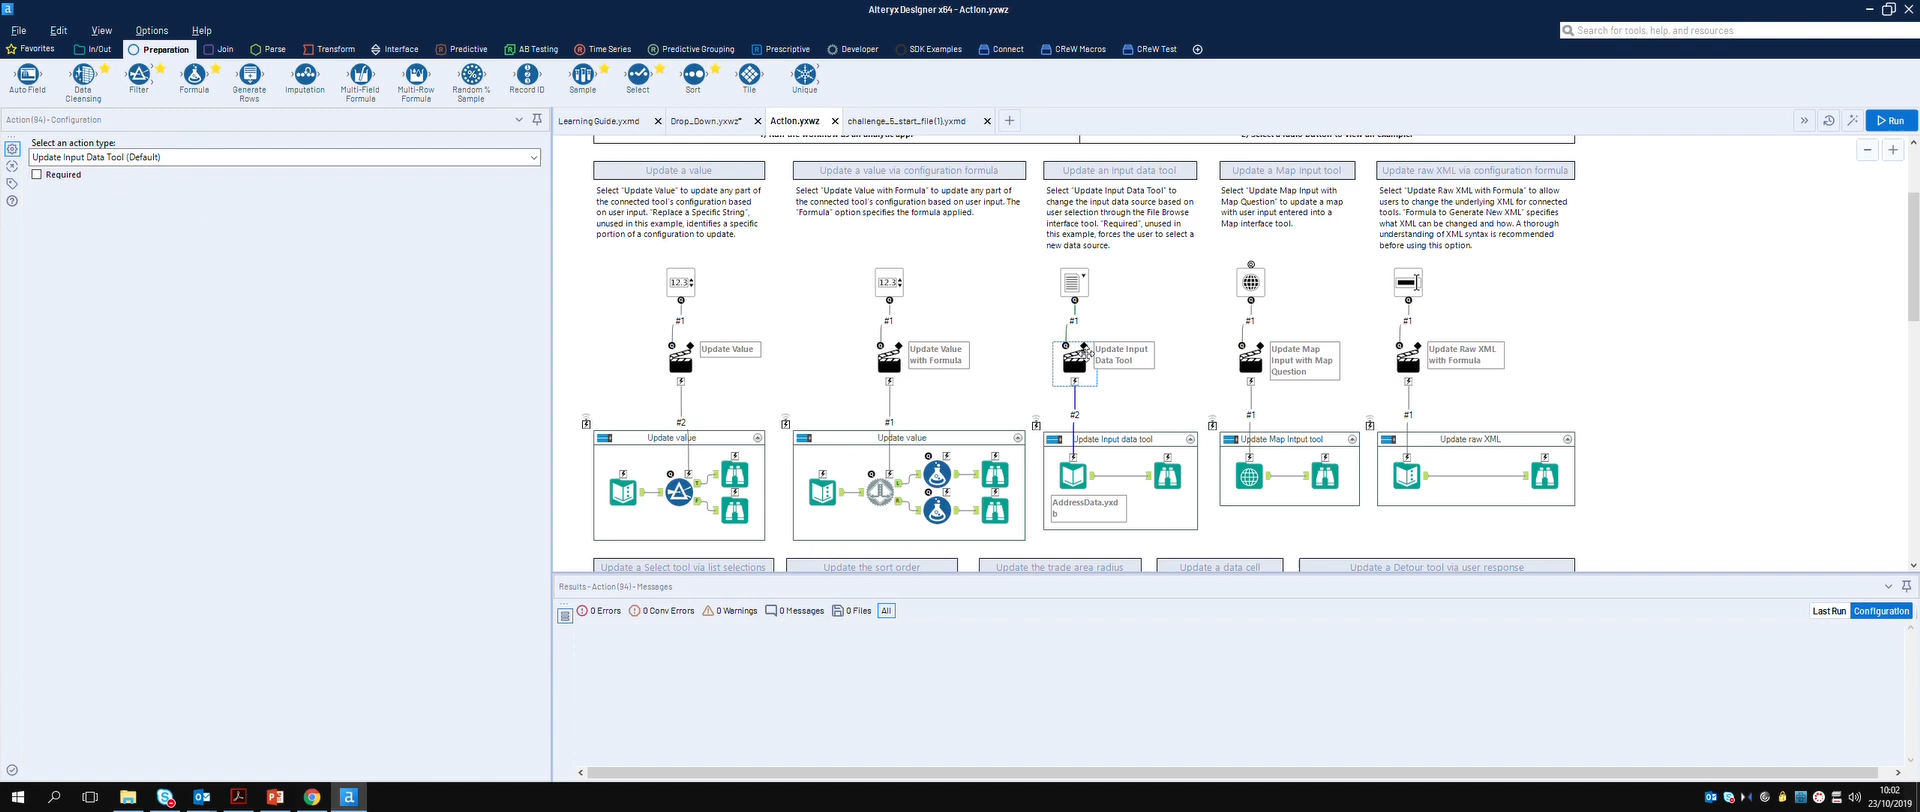 Alteryx Designer x64 - Action.yxwz
File Edit View Options Help
Search for tools, help, and resources
Favorites In/Out Preparation Join Parse Transform Interface Predictive AB Testing Time Series Predictive Grouping Prescriptive Developer SDK Examples Connect CReW Macros CReW Test
Auto Field Data Cleansing Filter Formula Generate Rows Imputation Multi-Field Formula Multi-Row Formula Random % Sample Record ID Sample Select Sort Tile Unique
Action (94) - Configuration
Learning Guide.yxmd Drop_Down.yxwz* Action.yxwz challenge_5_start_file (1).yxmd
Run
Select an action type:
Update Input Data Tool (Default)
Required
Update a value
Select "Update Value" to update any part
of the connected tool's configuration based
on user input. "Replace a Specific String",
unused in this example, identifies a specific
portion of a configuration to update.
Update a value via configuration formula
Select "Update Value with Formula" to update any part of
the connected tool's configuration based on user input. The
"Formula" option specifies the formula applied.
Update an Input data tool
Select "Update Input Data Tool" to
change the input data source based on
user selection through the File Browse
interface tool. "Required", unused in
this example, forces the user to select a
new data source.
Update a Map Input tool
Select "Update Map Input with
Map Question" to update a map
with user input entered into a
Map interface tool.
Update raw XML via configuration formula
Select "Update Raw XML with Formula" to allow
users to change the underlying XML for connected
tools. "Formula to Generate New XML" specifies
what XML can be changed and how. A thorough
understanding of XML syntax is recommended
before using this option.
12.3 12.3
#1 #1 #1 #1 #1
Update Value
Update Value
with Formula
Update Input
Data Tool
Update Map
Input with Map
Question
Update Raw XML
with Formula
#2 #1 #2 #1 #1
Update value
Update value
Update Input data tool
Update Map Intput tool
Update raw XML
AddressData.yxd
b
Update a Select tool via list selections
Update the sort order
Update the trade area radius
Update a data cell
Update a Detour tool via user response
Results - Action (94) - Messages
0 Errors 0 Conv Errors 0 Warnings 0 Messages 0 Files All
Last Run Configuration
10:02
23/10/2019